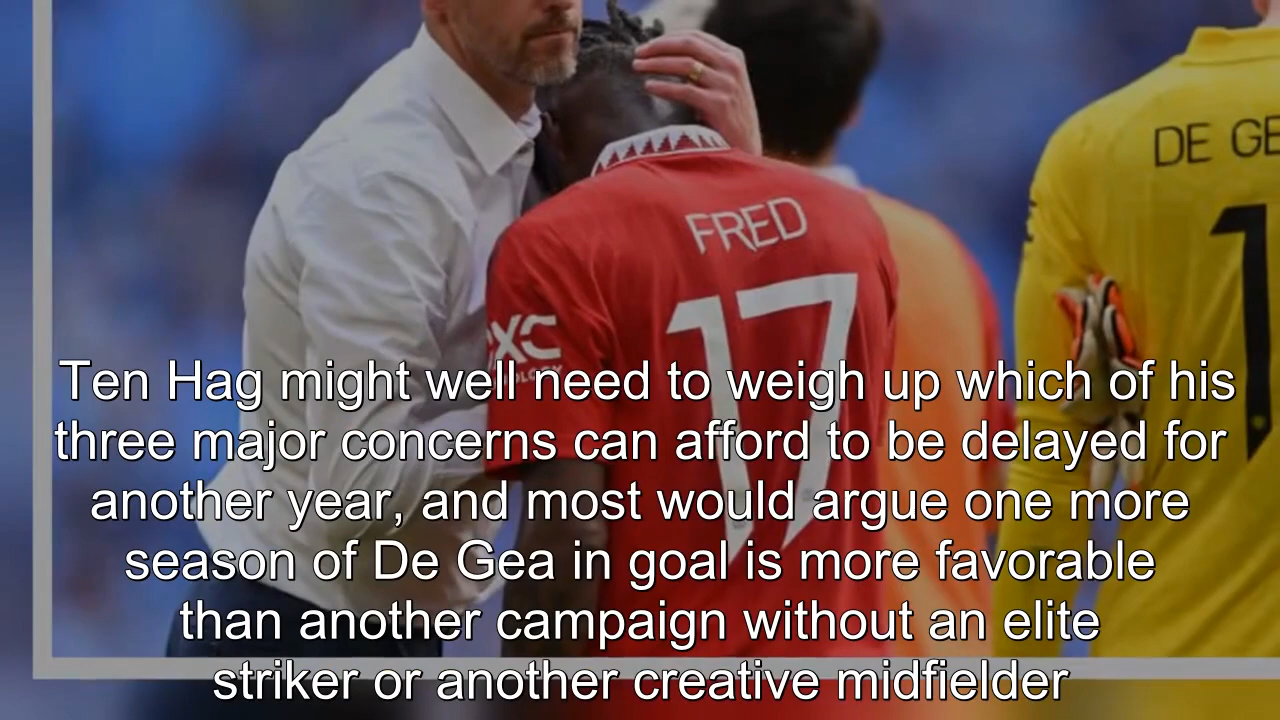 DE GE
1
FRED
17
XC
Ten Hag might well need to weigh up which of his
three major concerns can afford to be delayed for
another year, and most would argue one more
season of De Gea in goal is more favorable
than another campaign without an elite
striker or another creative midfielder